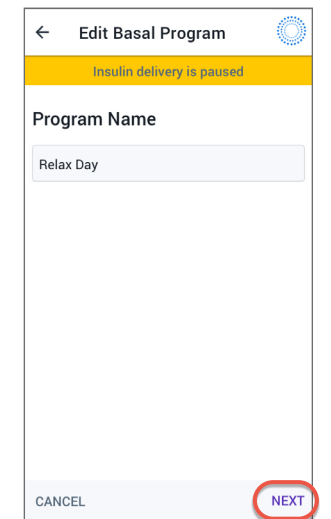 Edit Basal Program
Insulin delivery is paused
Program Name
Relax Day
CANCEL
NEXT